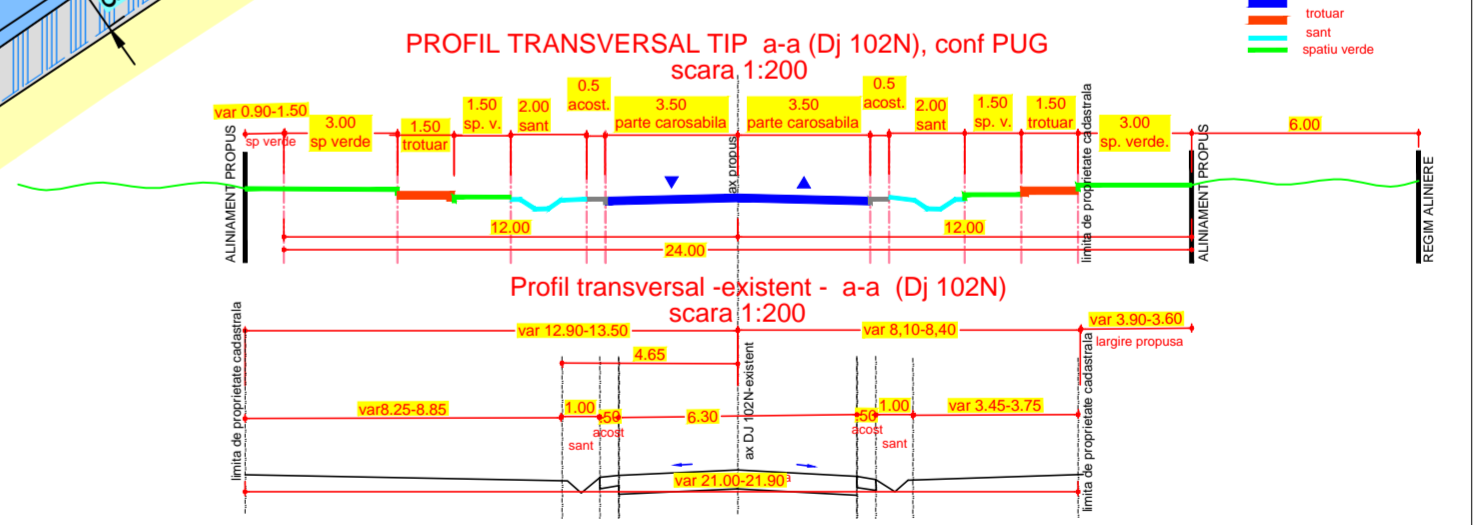 trotuar
sant
spatiu verde
PROFIL TRANSVERSAL TIP a-a (Dj 102N), conf PUG
scara 1:200
var 0.90-1.50
sp verde
3.00
sp verde
1.50
trotuar
1.50
sp. v.
2.00
sant
0.5
acost.
3.50
parte carosabila
3.50
parte carosabila
0.5
acost.
2.00
sant
1.50
sp. v.
1.50
trotuar
3.00
sp. verde.
6.00
ALINIAMENT PROPUS
ax propus
limita de proprietate cadastrala
ALINIAMENT PROPUS
REGIM ALINIERE
12.00
12.00
24.00
Profil transversal -existent - a-a (Dj 102N)
scara 1:200
var 12.90-13.50
var 8,10-8,40
var 3.90-3.60
largire propusa
4.65
limita de proprietate cadastrala
ax DJ 102N-existent
limita de proprietate cadastrala
var8.25-8.85
1.00
sant
.50
acost
6.30
.50
acost
1.00
sant
var 3.45-3.75
var 21.00-21.90